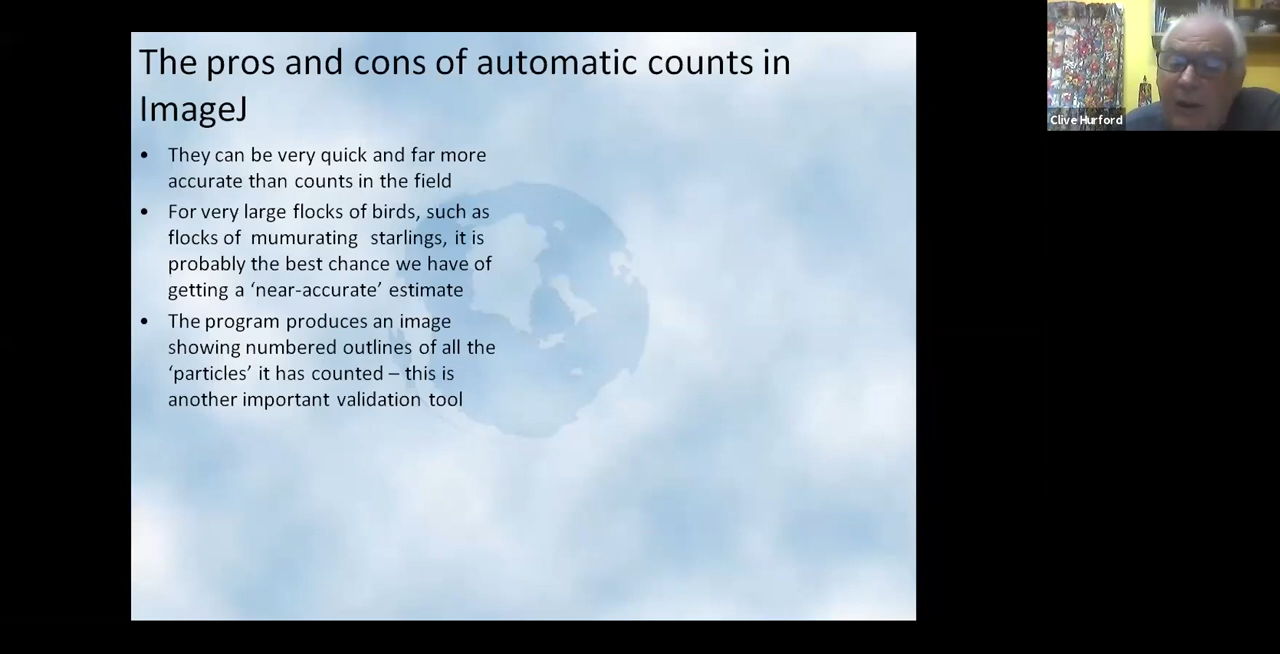 The pros and cons of automatic counts in
ImageJ
• They can be very quick and far more
accurate than counts in the field
• For very large flocks of birds, such as
flocks of mumurating starlings, it is
probably the best chance we have of
getting a ‘near-accurate’ estimate
• The program produces an image
showing numbered outlines of all the
‘particles’ it has counted – this is
another important validation tool
Clive Hurford